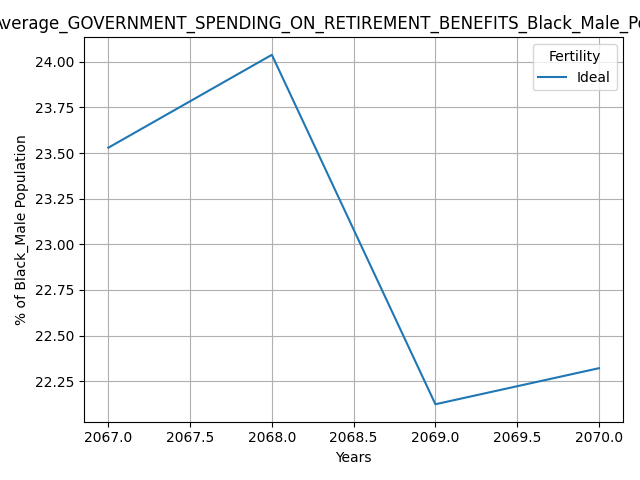 verage_GOVERNMENT_SPENDING_ON_RETIREMENT_BENEFITS_Black_Male_P
Fertility
Ideal
% of Black_Male Population
24.00
23.75
23.50
23.25
23.00
22.75
22.50
22.25
2067.0 2067.5 2068.0 2068.5 2069.0 2069.5 2070.0
Years